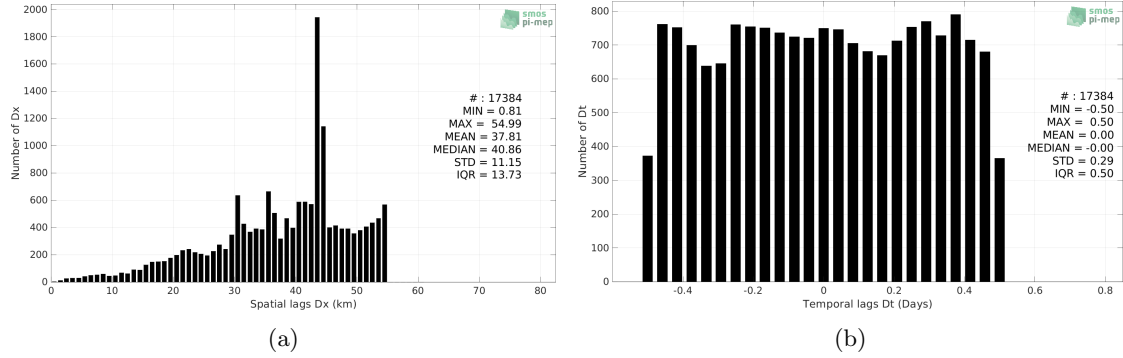 2000
1800
1600
1400
1200
1000
800
600
400
200
0
Number of Dx
smos
pi-mep
# : 17384
MIN = 0.81
MAX = 54.99
MEAN = 37.81
MEDIAN = 40.86
STD = 11.15
IQR = 13.73
0 10 20 30 40 50 60 70 80
Spatial lags Dx (km)
(a)
800
700
600
500
400
300
200
100
0
Number of Dt
smos
pi-mep
# : 17384
MIN = -0.50
MAX = 0.50
MEAN = 0.00
MEDIAN = -0.00
STD = 0.29
IQR = 0.50
-0.4 -0.2 0 0.2 0.4 0.6 0.8
Temporal lags Dt (Days)
(b)